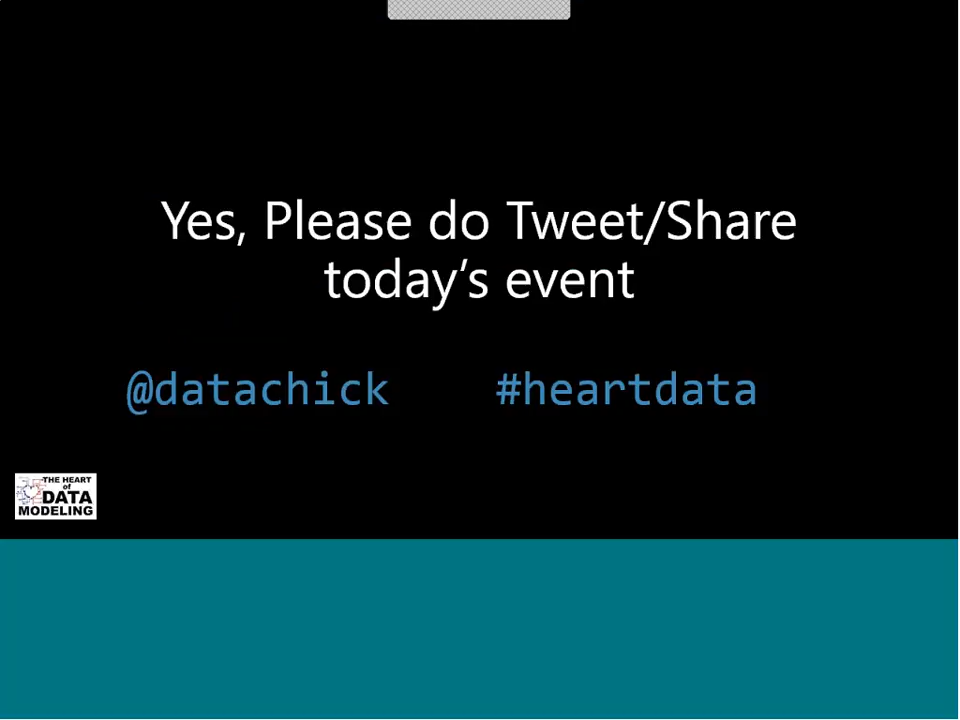 Yes, Please do Tweet/Share
today's event
@datachick #heartdata
THE HEART
of
DATA
MODELING